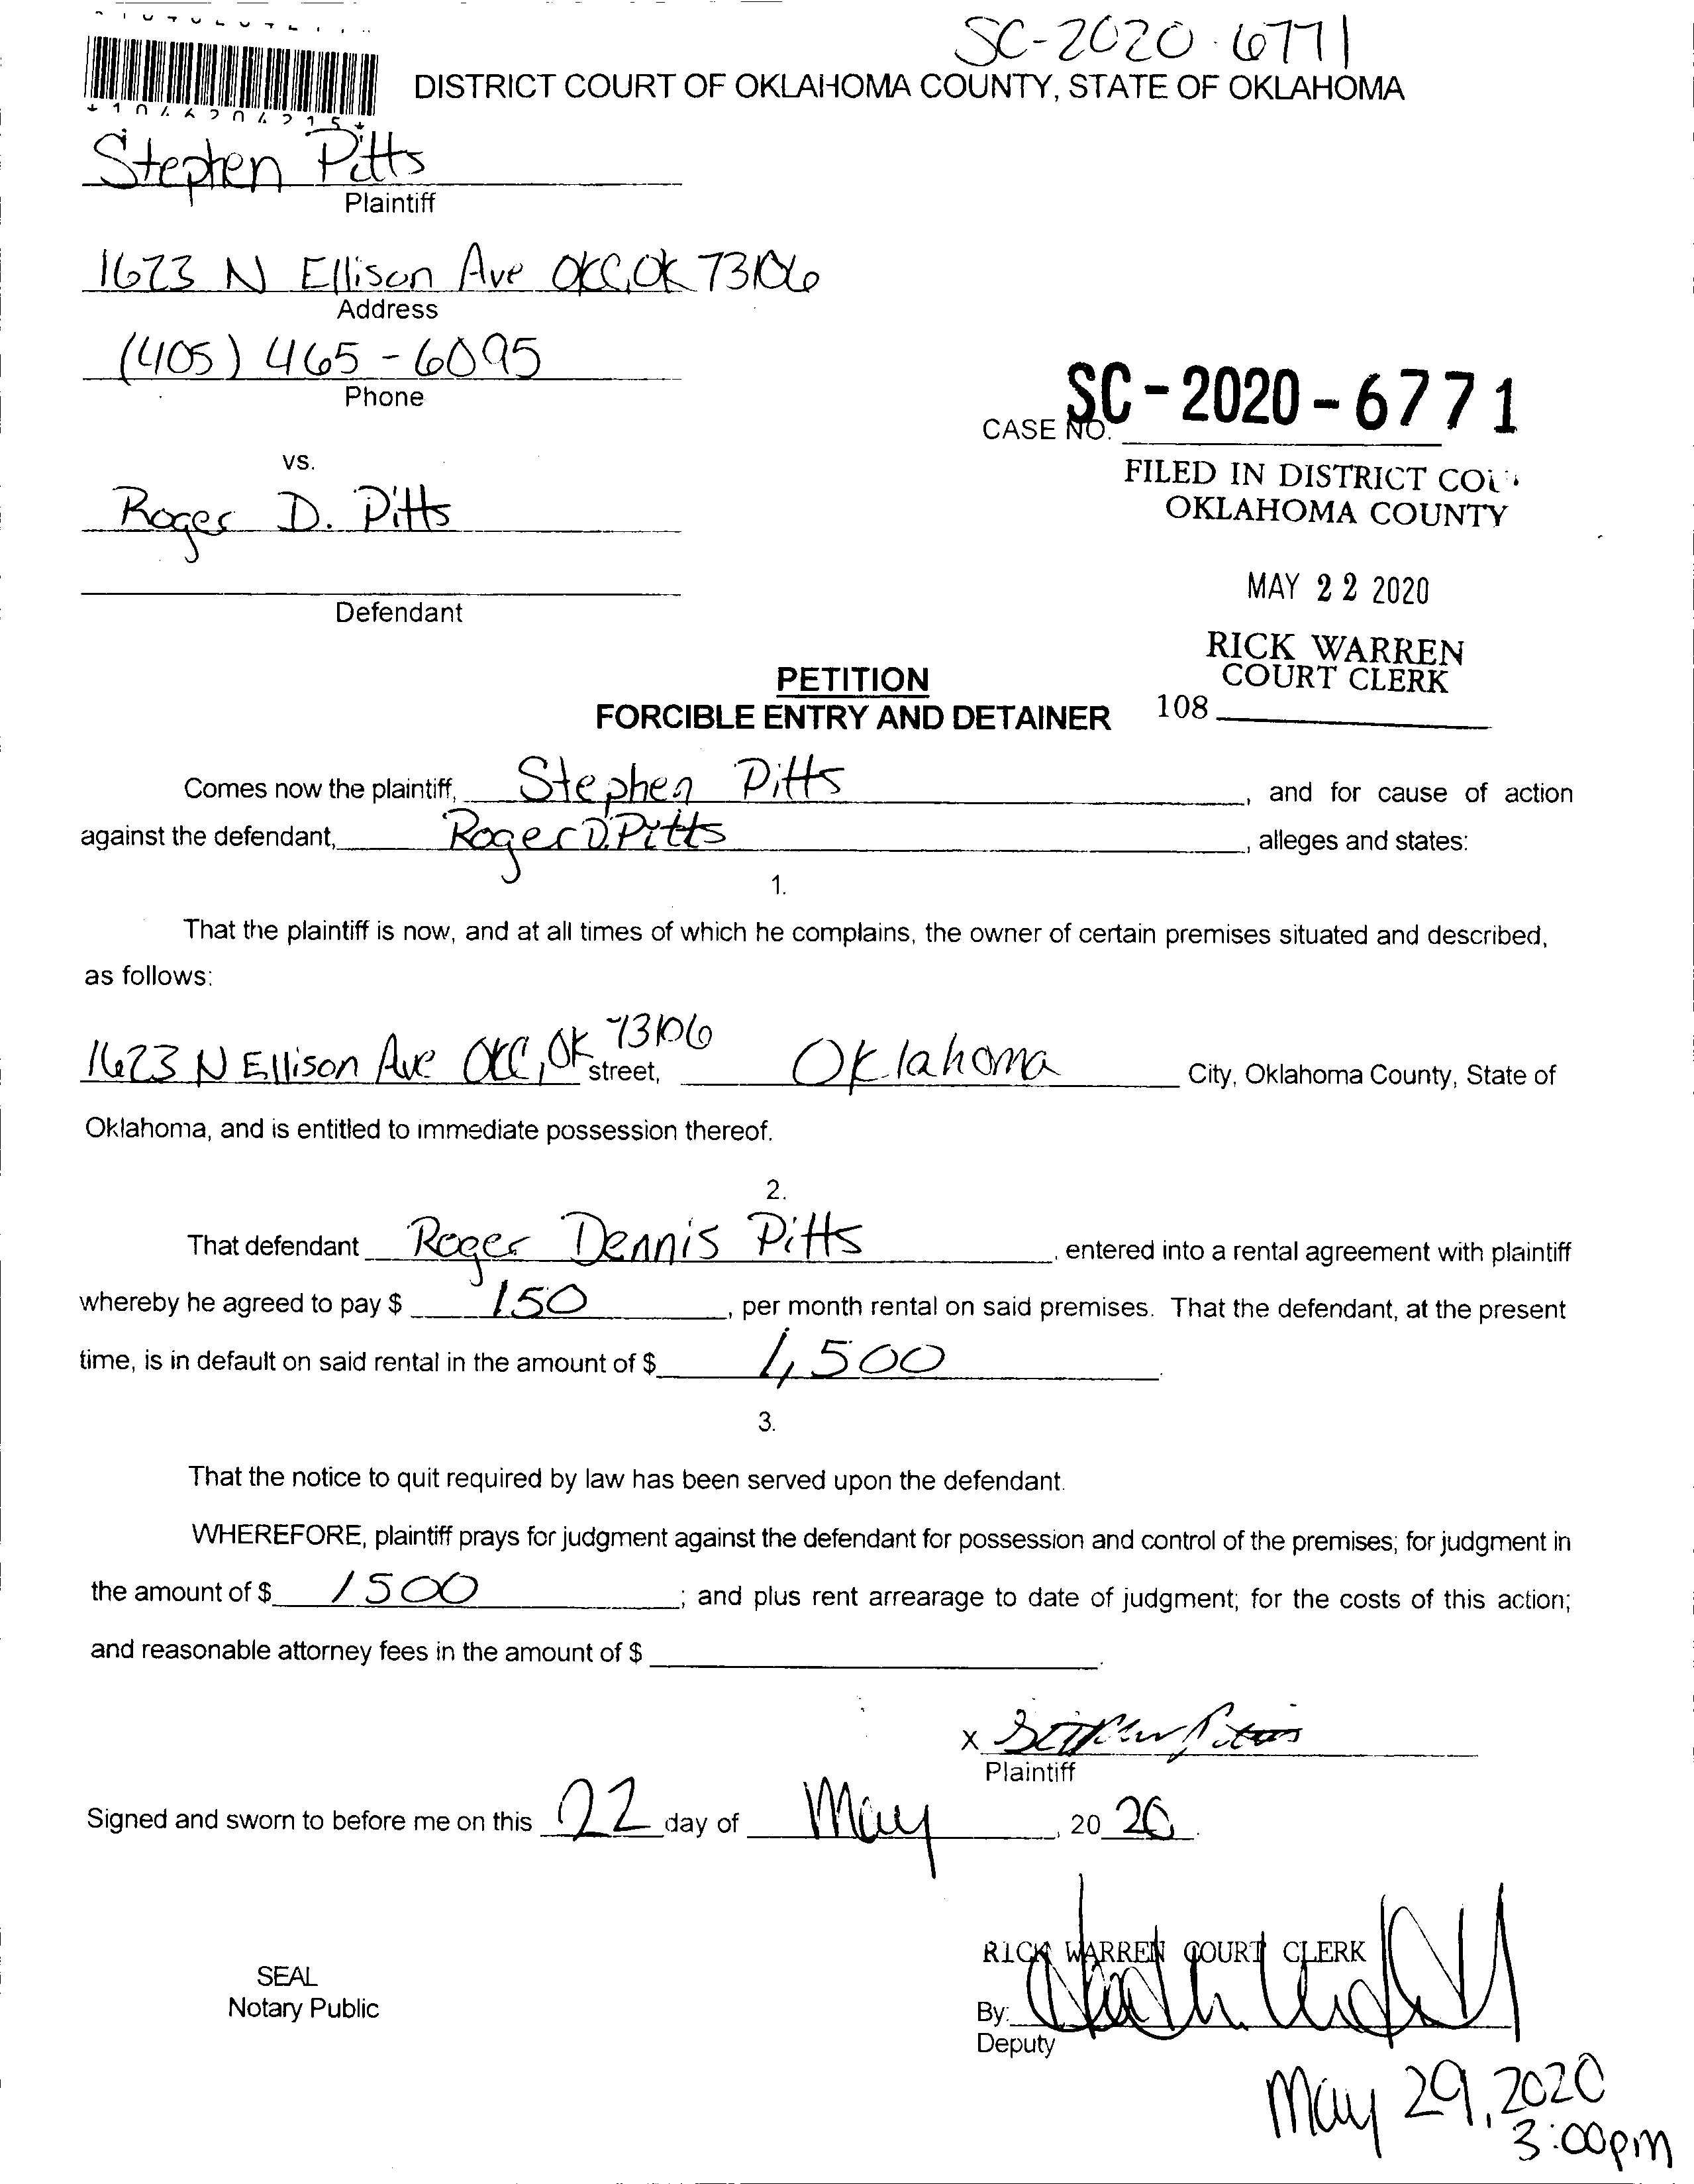 SC-2020-6771
DISTRICT COURT OF OKLAHOMA COUNTY, STATE OF OKLAHOMA
Stephen Pitts
Plaintiff
1623 N Ellison Ave OKC, OK 73106
Address
(405) 465-6095
Phone
SC-2020-6771
CASE NO.
vs.
FILED IN DISTRICT
OKLAHOMA COUNTY
Roger D. Pitts
MAY 22 2020
Defendant
RICK WARREN
COURT CLERK
108
PETITION
FORCIBLE ENTRY AND DETAINER
Comes now the plaintiff, Stephen Pitts, and for cause of action
against the defendant, Roger D. Pitts, alleges and states:
1.
That the plaintiff is now, and at all times of which he complains, the owner of certain premises situated and described,
as follows:
1623 N Ellison Ave OKC, OK 73106 street, Oklahoma City, Oklahoma County, State of
Oklahoma, and is entitled to immediate possession thereof.
2.
That defendant Roger Dennis Pitts, entered into a rental agreement with plaintiff
whereby he agreed to pay $ 150, per month rental on said premises. That the defendant, at the present
time, is in default on said rental in the amount of $ 1,500.
3.
That the notice to quit required by law has been served upon the defendant.
WHEREFORE, plaintiff prays for judgment against the defendant for possession and control of the premises; for judgment in
the amount of $ 1500; and plus rent arrearage to date of judgment; for the costs of this action;
and reasonable attorney fees in the amount of $
X
Plaintiff
Signed and sworn to before me on this 22 day of May, 20 20.
RICK WARREN COURT CLERK
SEAL
Notary Public
By:
Deputy
May 29, 2020
3:00pm